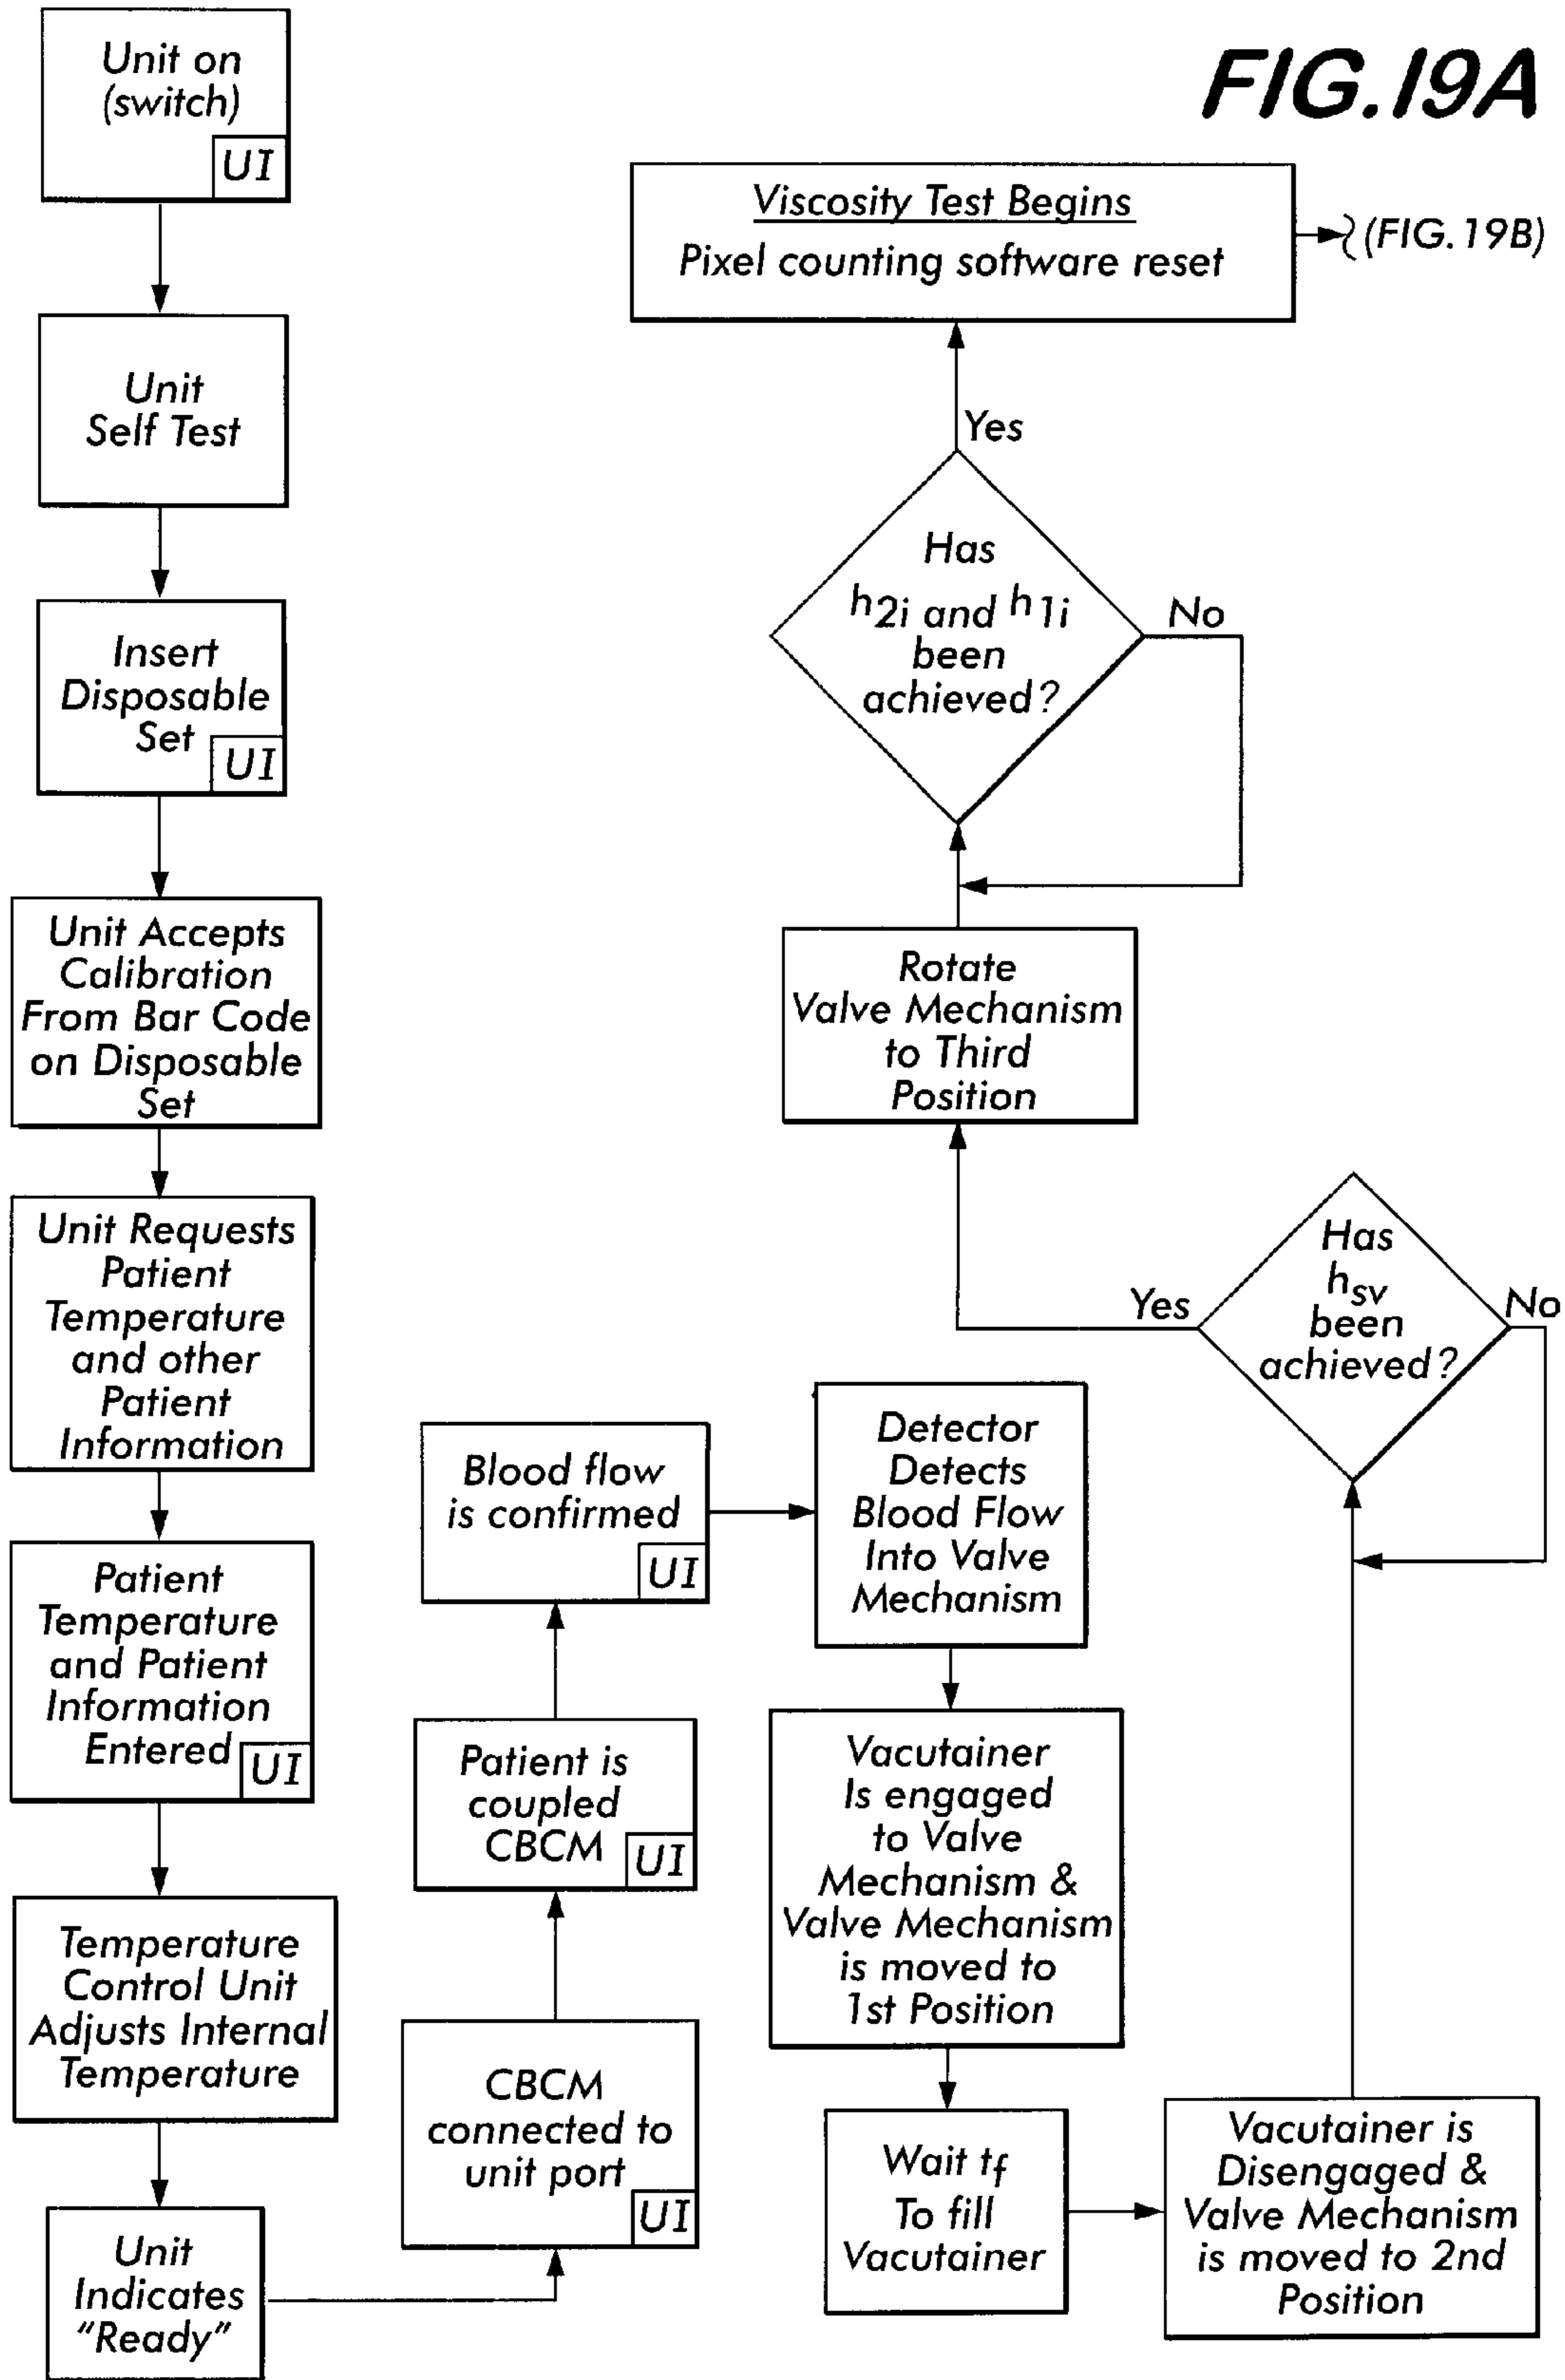 FIG. 19A
Unit on
(switch)
UI
Unit
Self Test
Insert
Disposable
Set
UI
Unit Accepts
Calibration
From Bar Code
on Disposable
Set
Unit Requests
Patient
Temperature
and other
Patient
Information
Patient
Temperature
and Patient
Information
Entered
UI
Temperature
Control Unit
Adjusts Internal
Temperature
Unit
Indicates
"Ready"
CBCM
connected to
unit port
UI
Patient is
coupled
CBCM
UI
Blood flow
is confirmed
UI
Detector
Detects
Blood Flow
Into Valve
Mechanism
Vacutainer
Is engaged
to Valve
Mechanism &
Valve Mechanism
is moved to
1st Position
Wait tf
To fill
Vacutainer
Vacutainer is
Disengaged &
Valve Mechanism
is moved to 2nd
Position
Has
hsv
been
achieved?
No
Yes
Rotate
Valve Mechanism
to Third
Position
Has
h2i and h1i
been
achieved?
No
Yes
Viscosity Test Begins
Pixel counting software reset
(FIG. 19B)